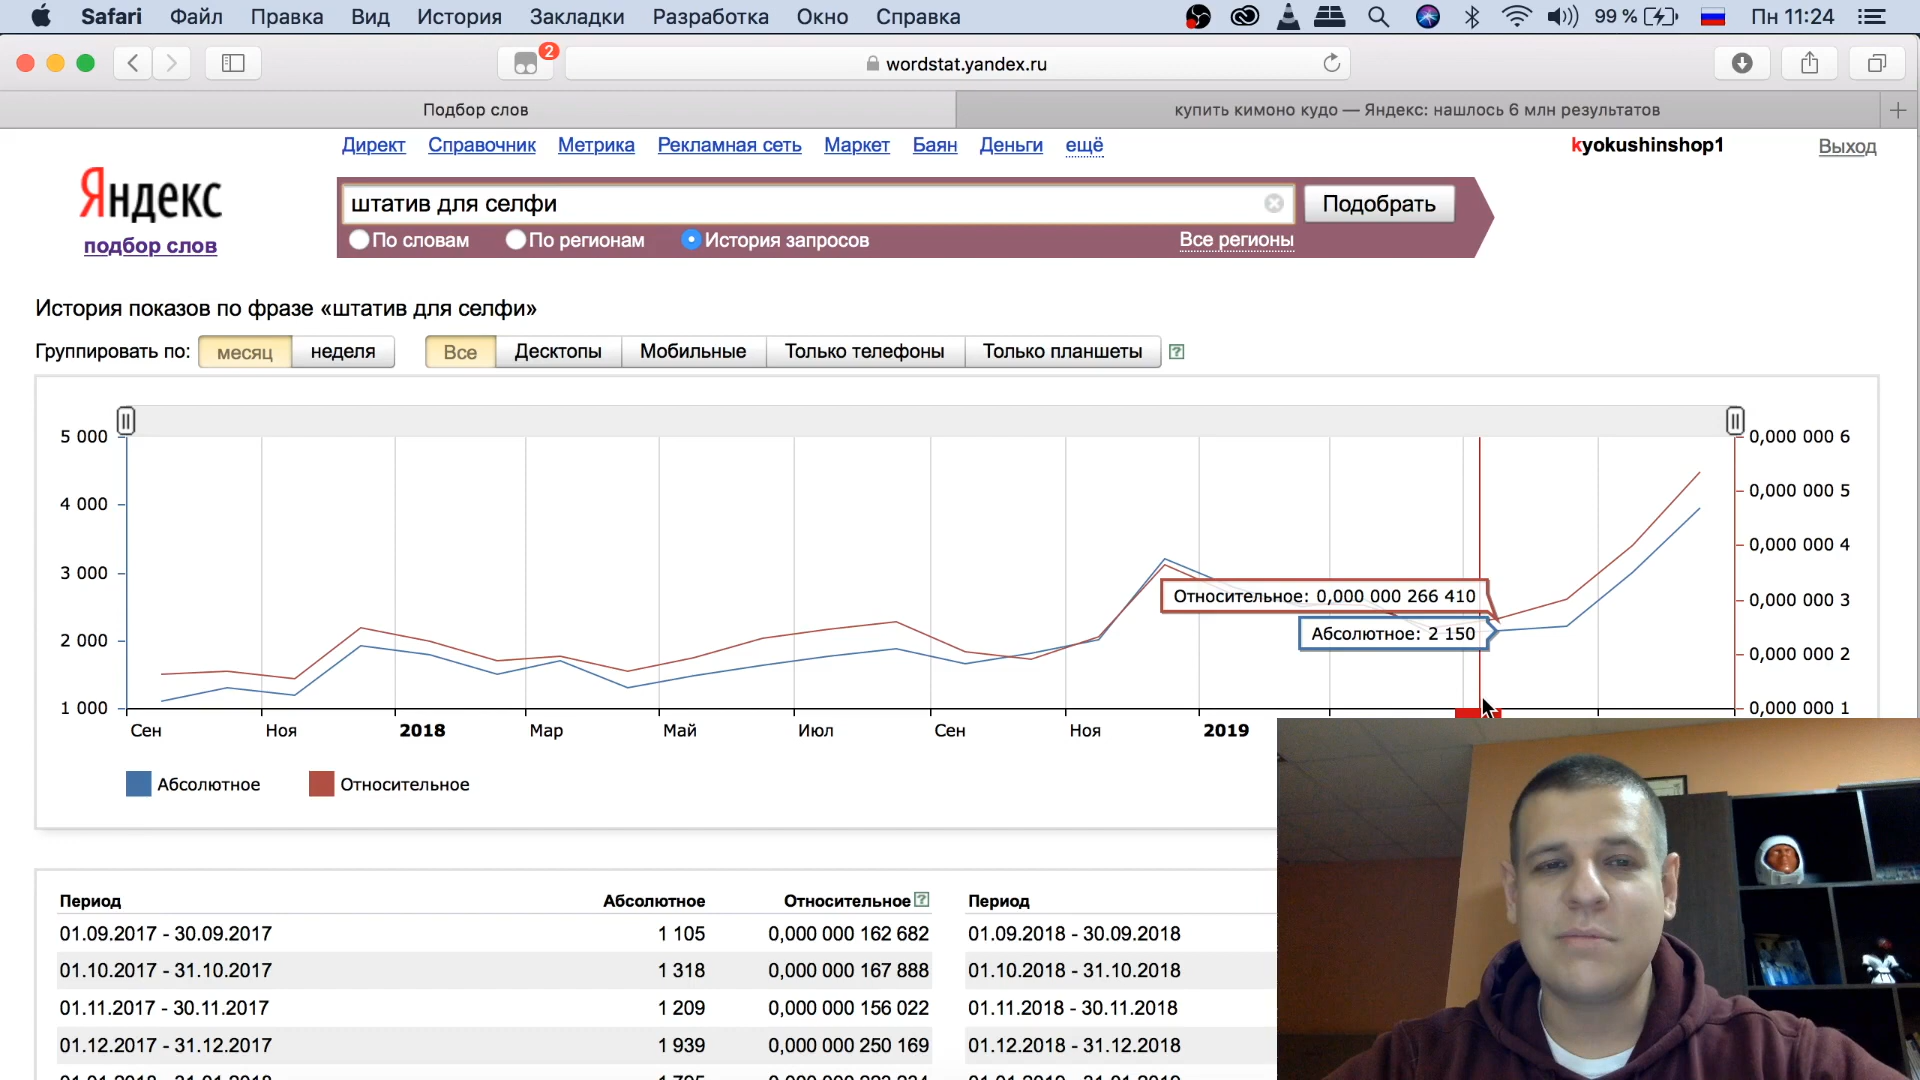 Safari Файл Правка Вид История Закладки Разработка Окно Справка 99 % Пн 11:24
2 wordstat.yandex.ru
Подбор слов купить кимоно кудо — Яндекс: нашлось 6 млн результатов
Директ Справочник Метрика Рекламная сеть Маркет Баян Деньги ещё kyokushinshop1 Выход
Яндекс
подбор слов
штатив для селфи Подобрать
По словам По регионам История запросов Все регионы
История показов по фразе «штатив для селфи»
Группировать по: месяц неделя Все Десктопы Мобильные Только телефоны Только планшеты ?
5 000 0,000 000 6
4 000 0,000 000 5
0,000 000 4
3 000 0,000 000 3
Относительное: 0,000 000 266 410
Абсолютное: 2 150
2 000 0,000 000 2
1 000 0,000 000 1
Сен Ноя 2018 Мар Май Июл Сен Ноя 2019
Абсолютное Относительное
Период Абсолютное Относительное ? Период
01.09.2017 - 30.09.2017 1 105 0,000 000 162 682 01.09.2018 - 30.09.2018
01.10.2017 - 31.10.2017 1 318 0,000 000 167 888 01.10.2018 - 31.10.2018
01.11.2017 - 30.11.2017 1 209 0,000 000 156 022 01.11.2018 - 30.11.2018
01.12.2017 - 31.12.2017 1 939 0,000 000 250 169 01.12.2018 - 31.12.2018